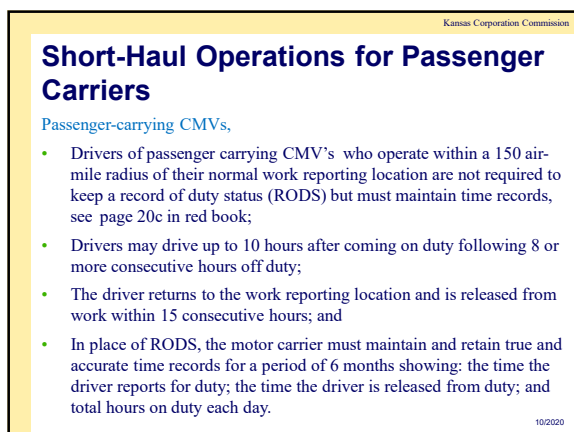 Kansas Corporation Commission
Short-Haul Operations for Passenger
Carriers
Passenger-carrying CMVs,
• Drivers of passenger carrying CMV's who operate within a 150 air-
mile radius of their normal work reporting location are not required to
keep a record of duty status (RODS) but must maintain time records,
see page 20c in red book;
• Drivers may drive up to 10 hours after coming on duty following 8 or
more consecutive hours off duty;
• The driver returns to the work reporting location and is released from
work within 15 consecutive hours; and
• In place of RODS, the motor carrier must maintain and retain true and
accurate time records for a period of 6 months showing: the time the
driver reports for duty; the time the driver is released from duty; and
total hours on duty each day.
10/2020